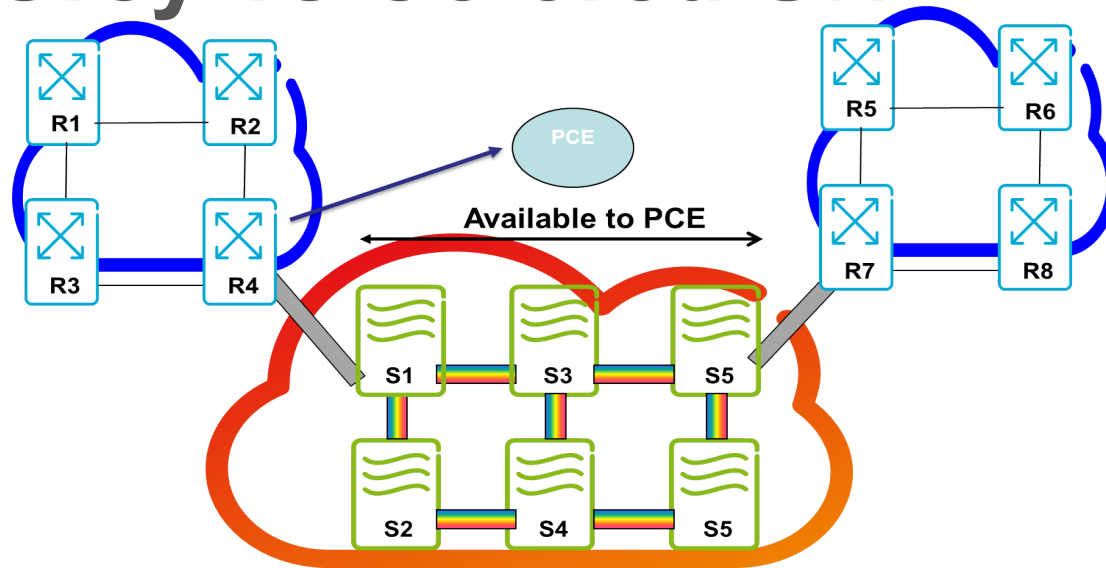 R1
R2
R3
R4
PCE
Available to PCE
R5
R6
R7
R8
S1
S3
S5
S2
S4
S5